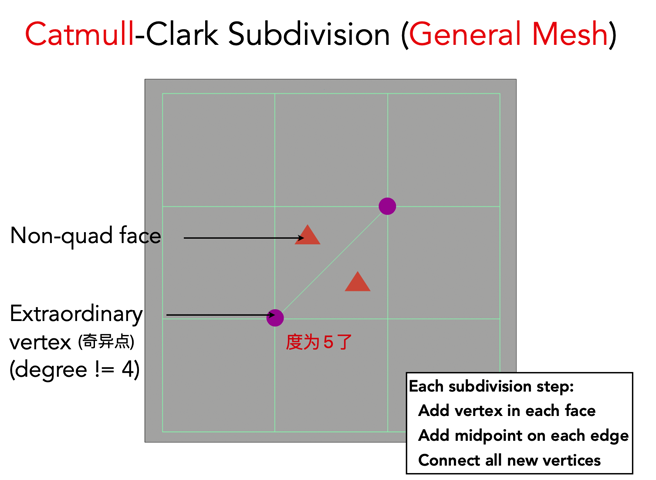 Catmull-Clark Subdivision (General Mesh)
Non-quad face
Extraordinary
vertex (奇异点)
(degree != 4)
度为5了
Each subdivision step:
Add vertex in each face
Add midpoint on each edge
Connect all new vertices